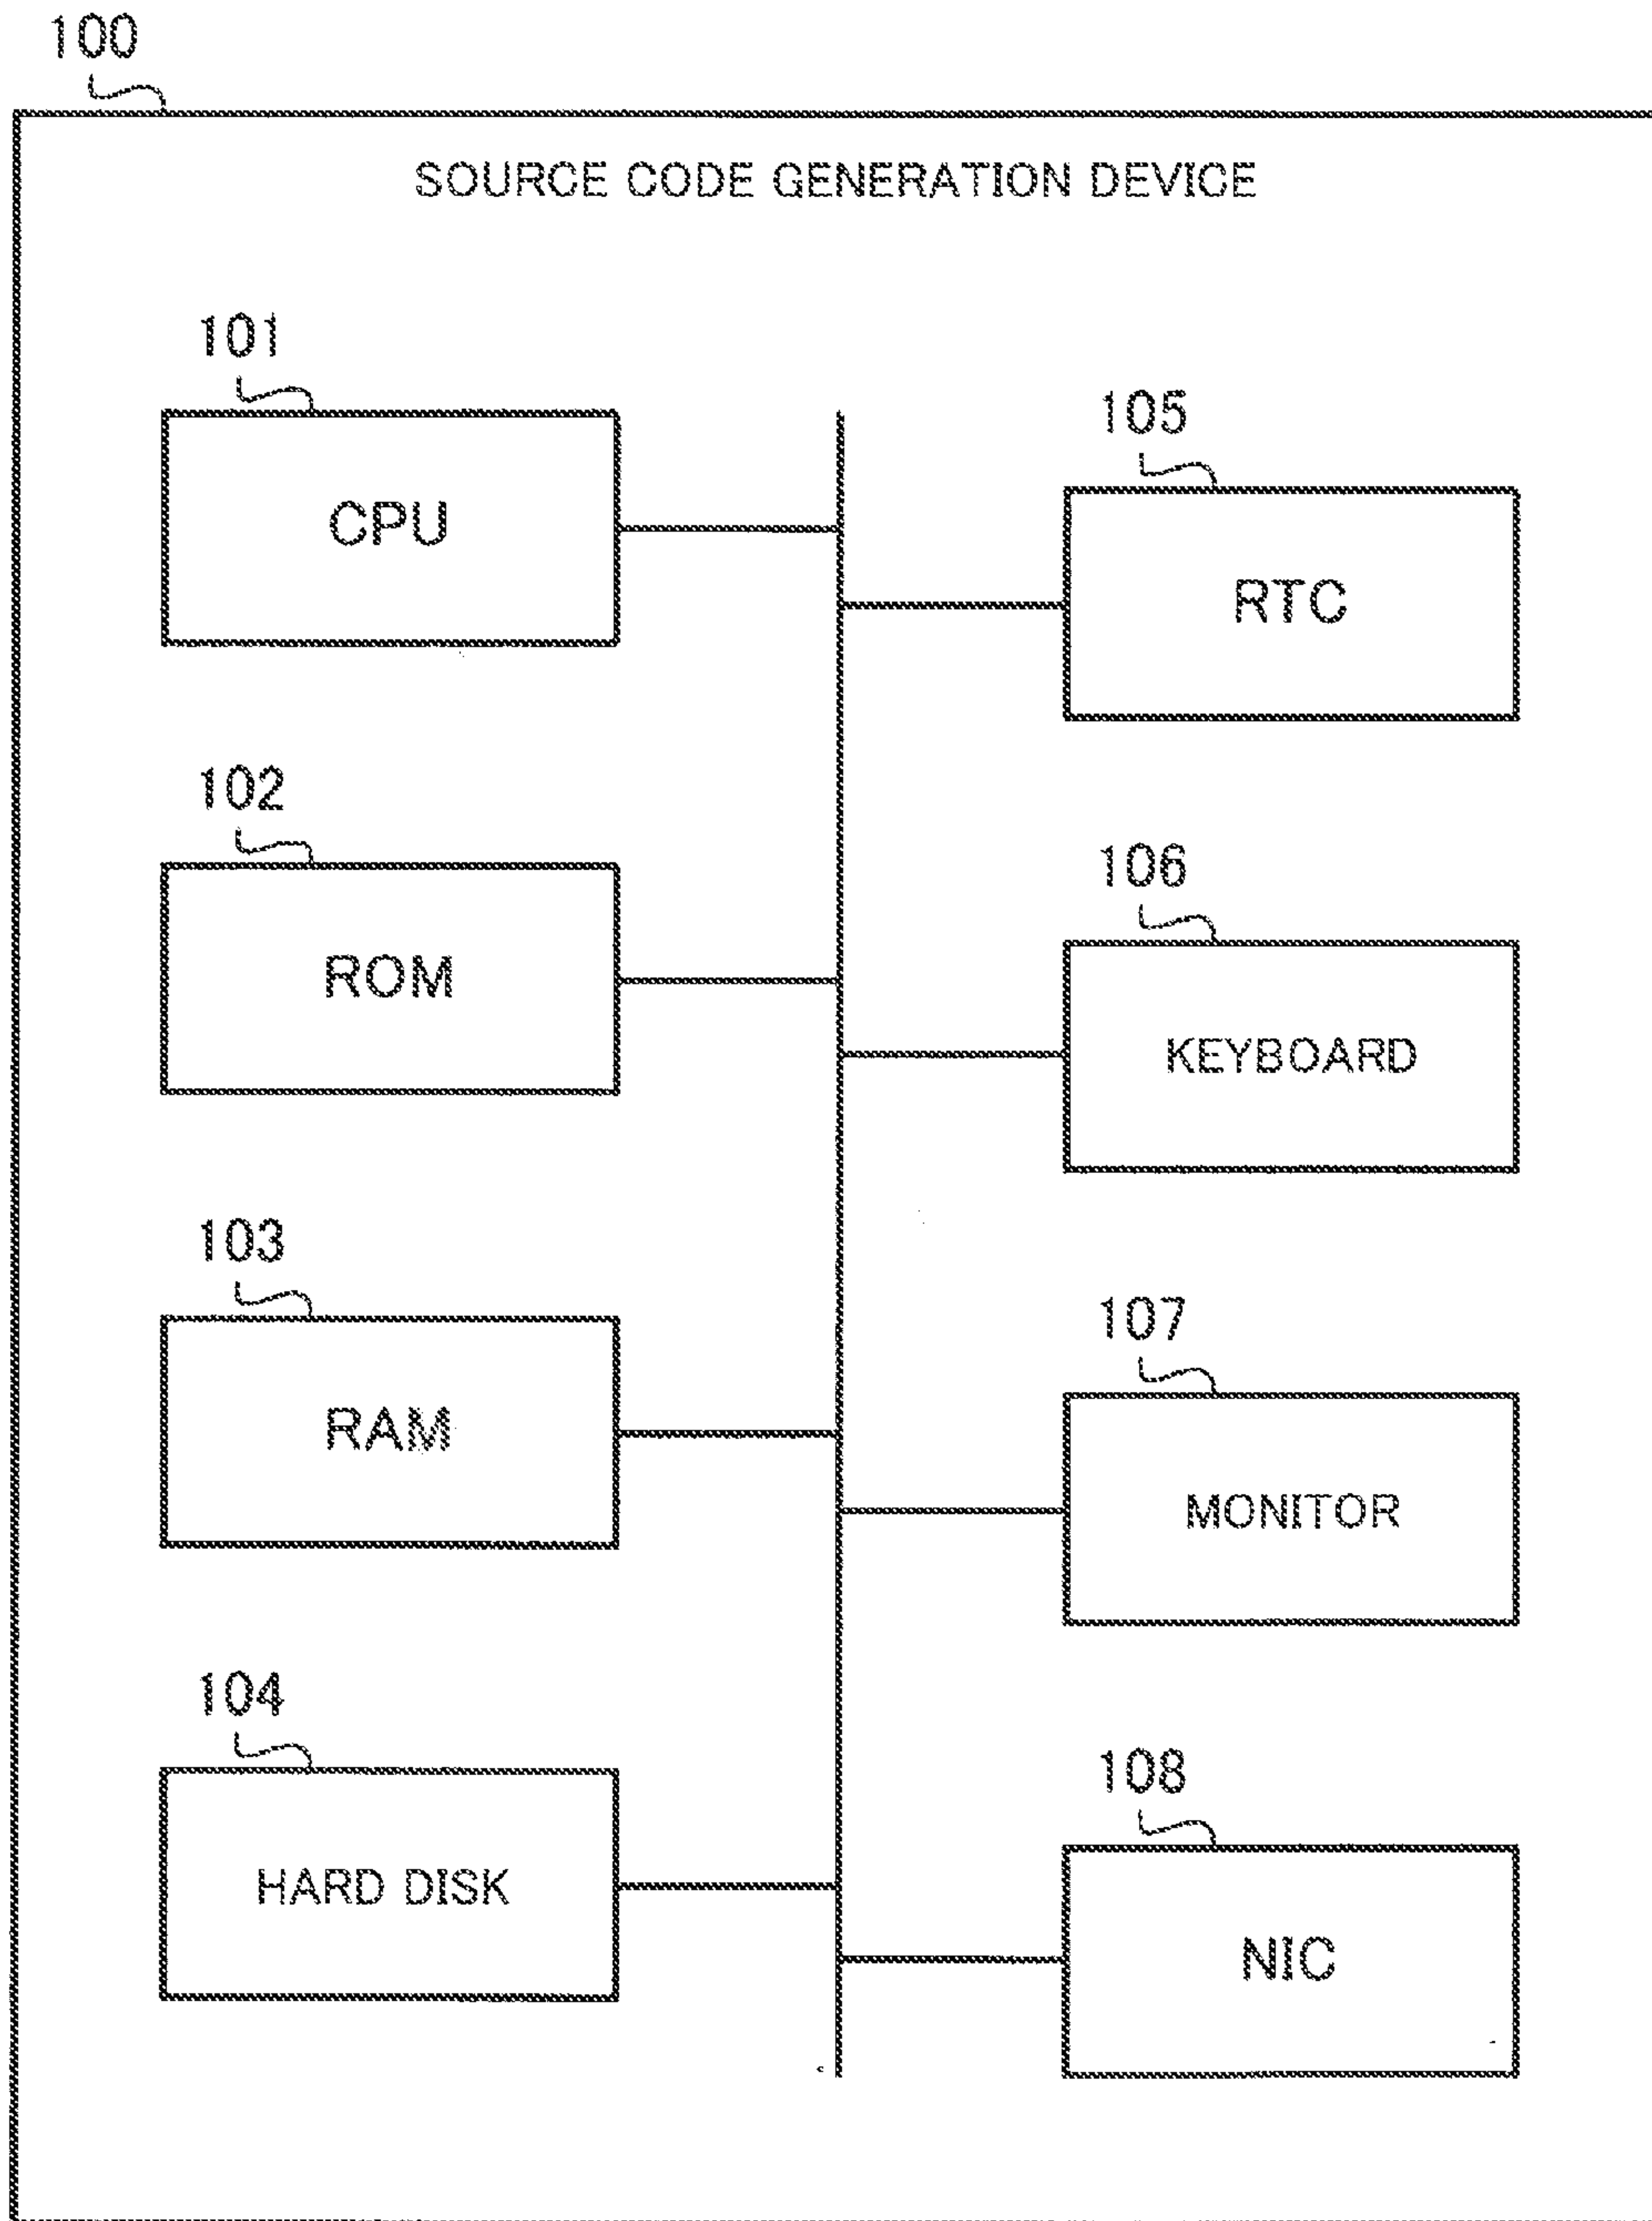 100
SOURCE CODE GENERATION DEVICE
101
CPU
102
ROM
103
RAM
104
HARD DISK
105
RTC
106
KEYBOARD
107
MONITOR
108
NIC